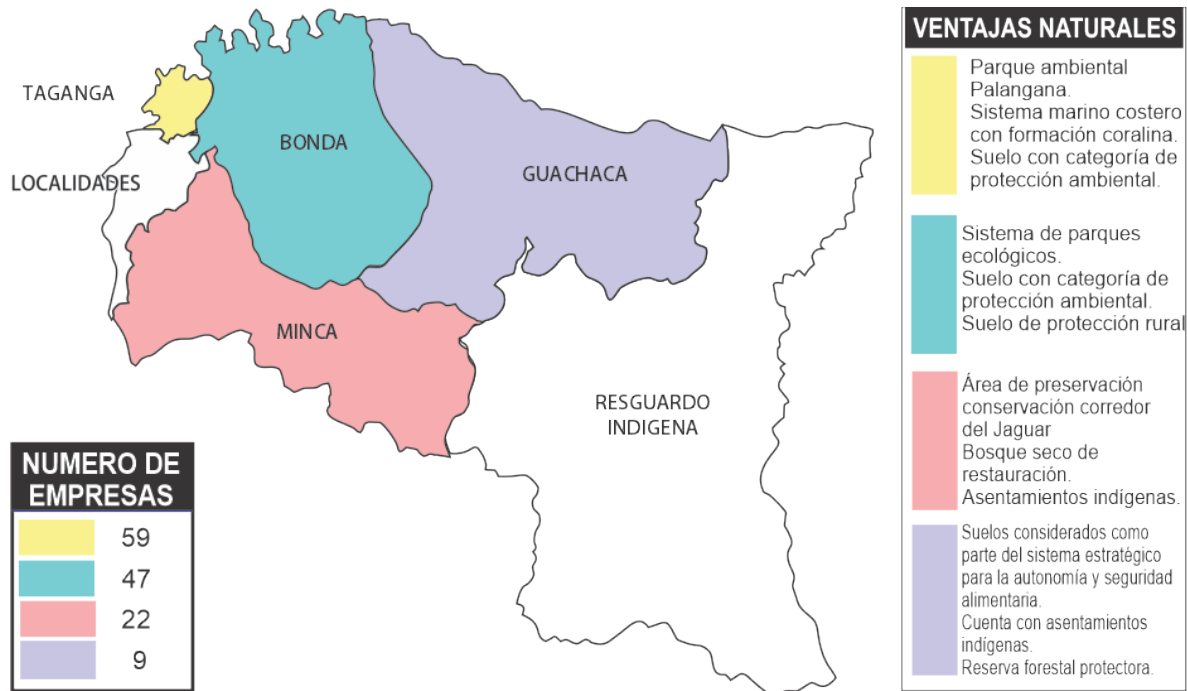 TAGANGA
BONDA
LOCALIDADES
GUACHACA
MINCA
RESGUARDO
INDIGENA
NUMERO DE
EMPRESAS
59
47
22
9
VENTAJAS NATURALES
Parque ambiental
Palangana.
Sistema marino costero
con formación coralina.
Suelo con categoría de
protección ambiental.
Sistema de parques
ecológicos.
Suelo con categoría de
protección ambiental.
Suelo de protección rural
Área de preservación
conservación corredor
del Jaguar
Bosque seco de
restauración.
Asentamientos indígenas.
Suelos considerados como
parte del sistema estratégico
para la autonomía y seguridad
alimentaria.
Cuenta con asentamientos
indígenas.
Reserva forestal protectora.